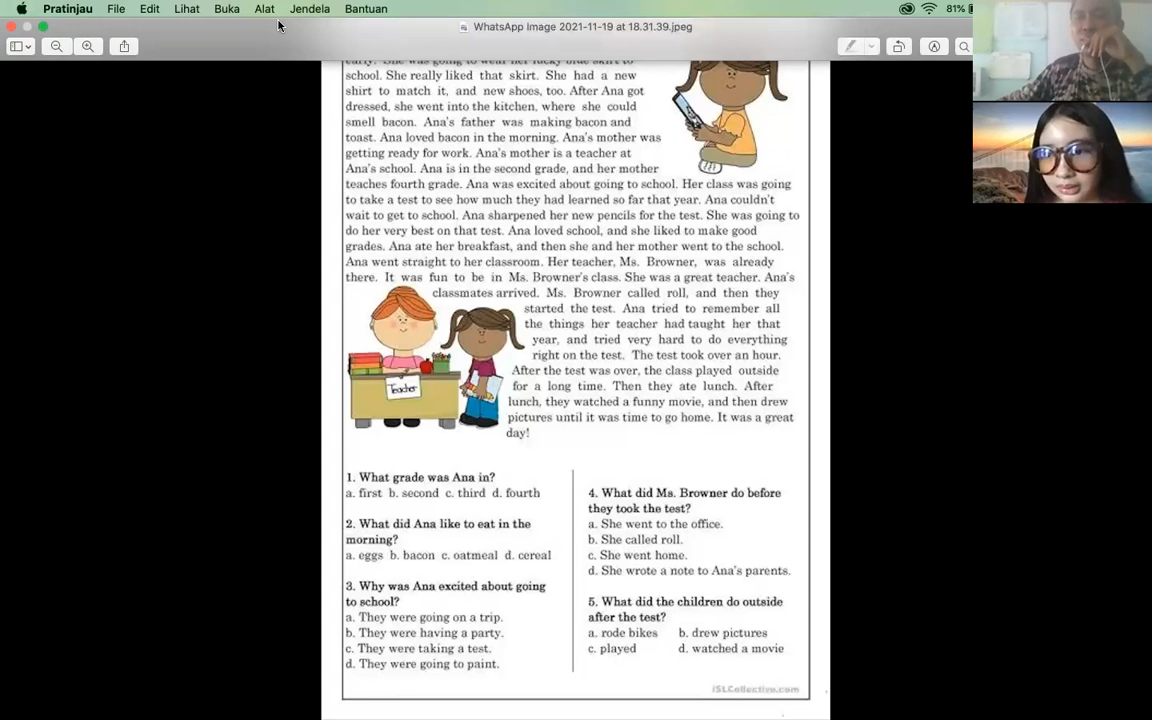 Pratinjau File Edit Lihat Buka Alat Jendela Bantuan 81%
WhatsApp Image 2021-11-19 at 18.31.39.jpeg
early! She was going to wear her lucky blue skirt to
school. She really liked that skirt. She had a new
shirt to match it, and new shoes, too. After Ana got
dressed, she went into the kitchen, where she could
smell bacon. Ana's father was making bacon and
toast. Ana loved bacon in the morning. Ana's mother was
getting ready for work. Ana's mother is a teacher at
Ana's school. Ana is in the second grade, and her mother
teaches fourth grade. Ana was excited about going to school. Her class was going
to take a test to see how much they had learned so far that year. Ana couldn't
wait to get to school. Ana sharpened her new pencils for the test. She was going to
do her very best on that test. Ana loved school, and she liked to make good
grades. Ana ate her breakfast, and then she and her mother went to the school.
Ana went straight to her classroom. Her teacher, Ms. Browner, was already
there. It was fun to be in Ms. Browner's class. She was a great teacher. Ana's
classmates arrived. Ms. Browner called roll, and then they
started the test. Ana tried to remember all
the things her teacher had taught her that
year, and tried very hard to do everything
right on the test. The test took over an hour.
After the test was over, the class played outside
for a long time. Then they ate lunch. After
lunch, they watched a funny movie, and then drew
pictures until it was time to go home. It was a great
day!
Teacher
1. What grade was Ana in?
a. first b. second c. third d. fourth
2. What did Ana like to eat in the
morning?
a. eggs b. bacon c. oatmeal d. cereal
3. Why was Ana excited about going
to school?
a. They were going on a trip.
b. They were having a party.
c. They were taking a test.
d. They were going to paint.
4. What did Ms. Browner do before
they took the test?
a. She went to the office.
b. She called roll.
c. She went home.
d. She wrote a note to Ana's parents.
5. What did the children do outside
after the test?
a. rode bikes b. drew pictures
c. played d. watched a movie
iSLCollective.com